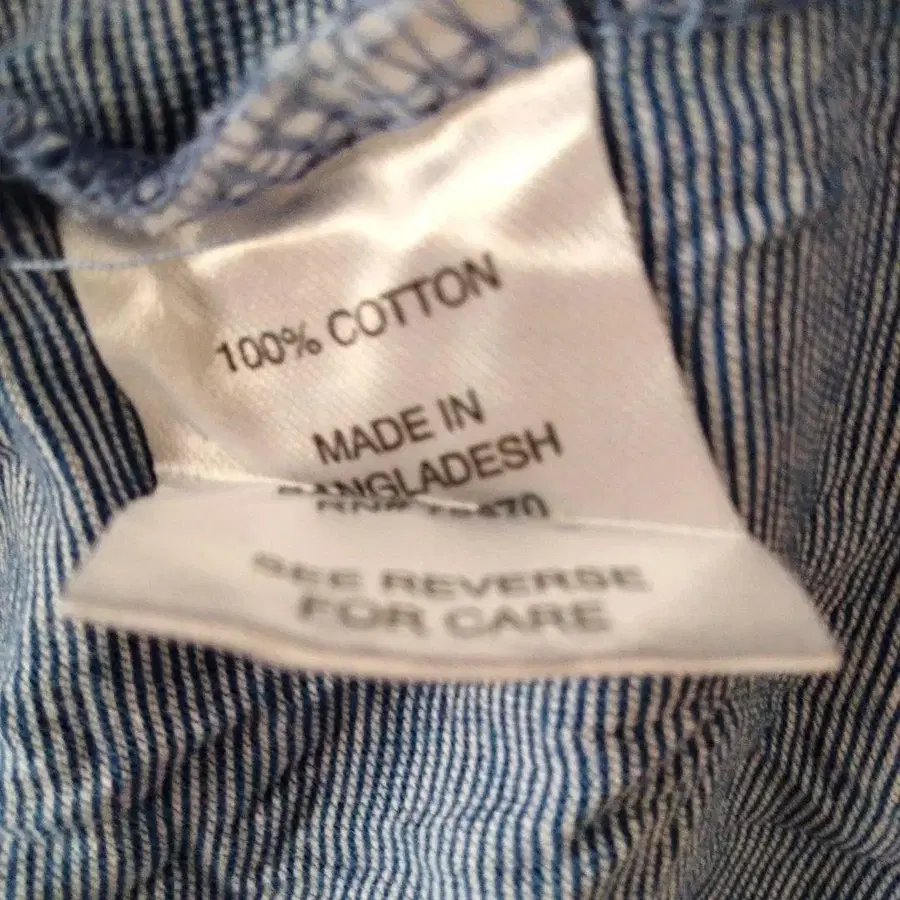 100% COTTON
MADE IN
BANGLADESH
SEE REVERSE
FOR CARE